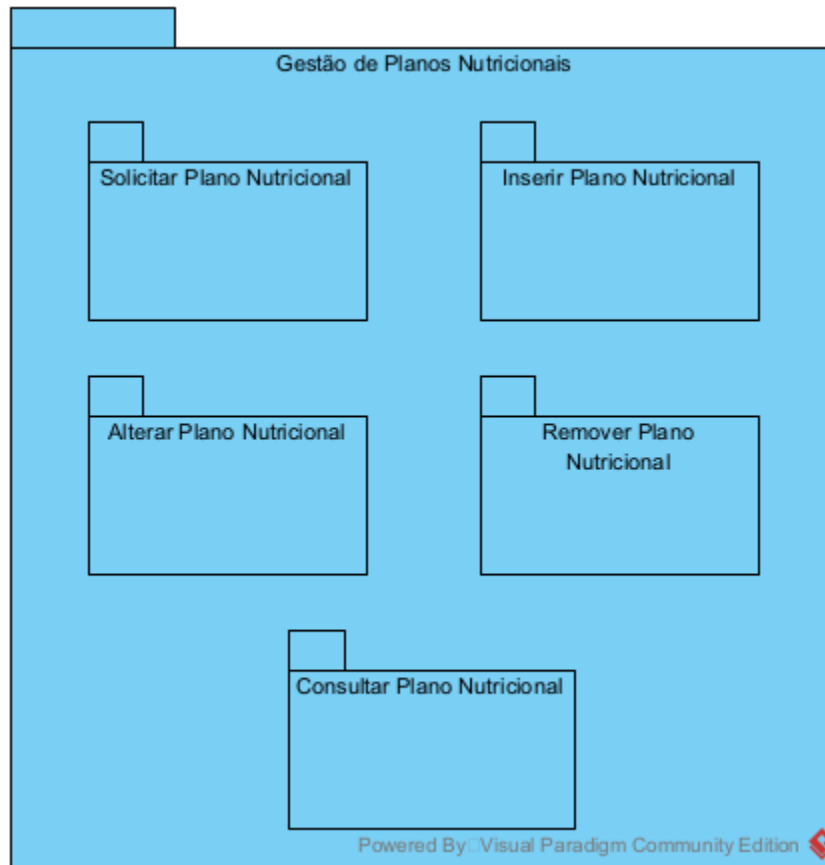 Gestão de Planos Nutricionais
Solicitar Plano Nutricional
Inserir Plano Nutricional
Alterar Plano Nutricional
Remover Plano
Nutricional
Consultar Plano Nutricional
Powered By Visual Paradigm Community Edition